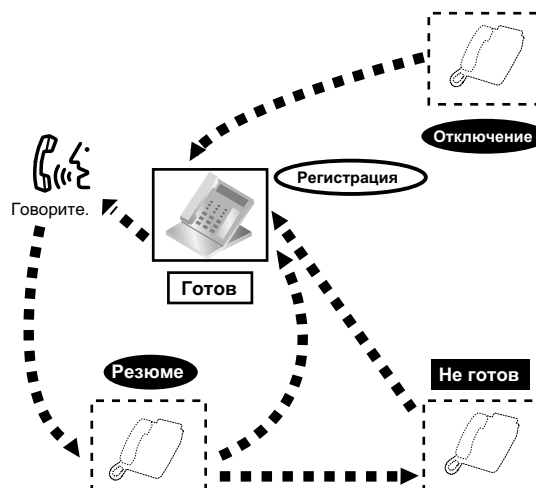 Отключение
Регистрация
Говорите.
Готов
Резюме
Не готов